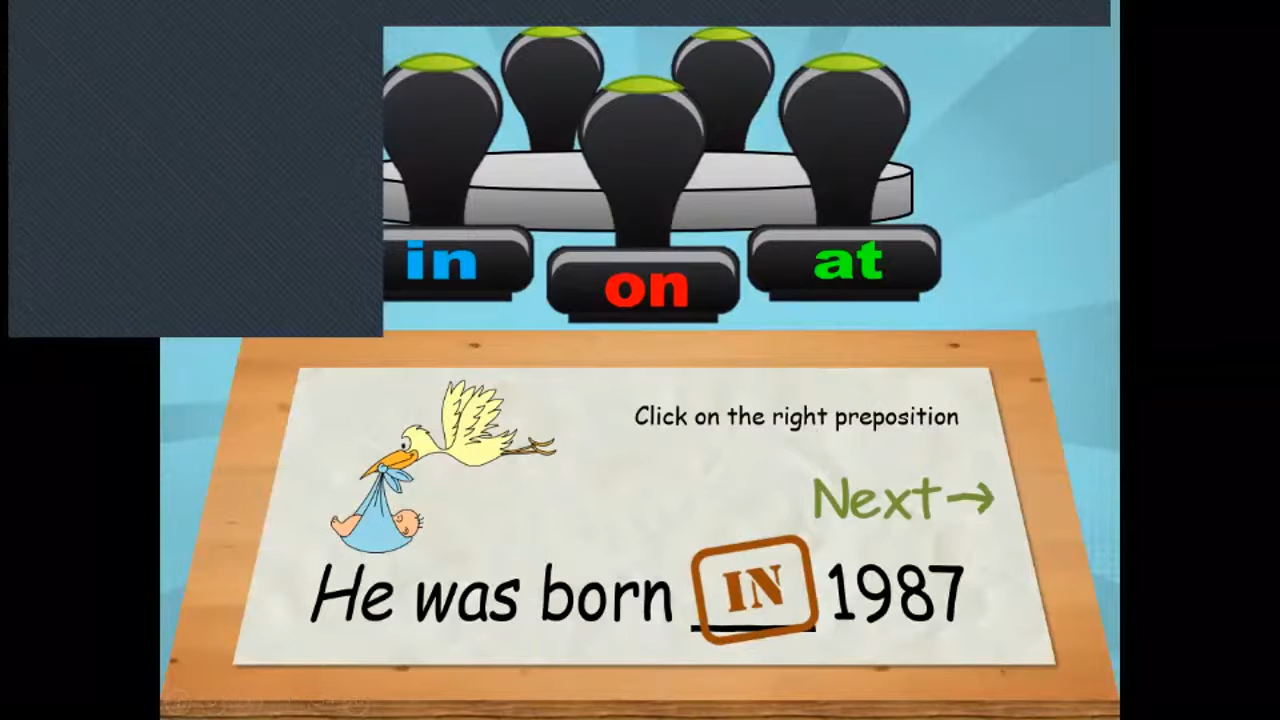 in
on
at
Click on the right preposition
Next→
He was born IN 1987